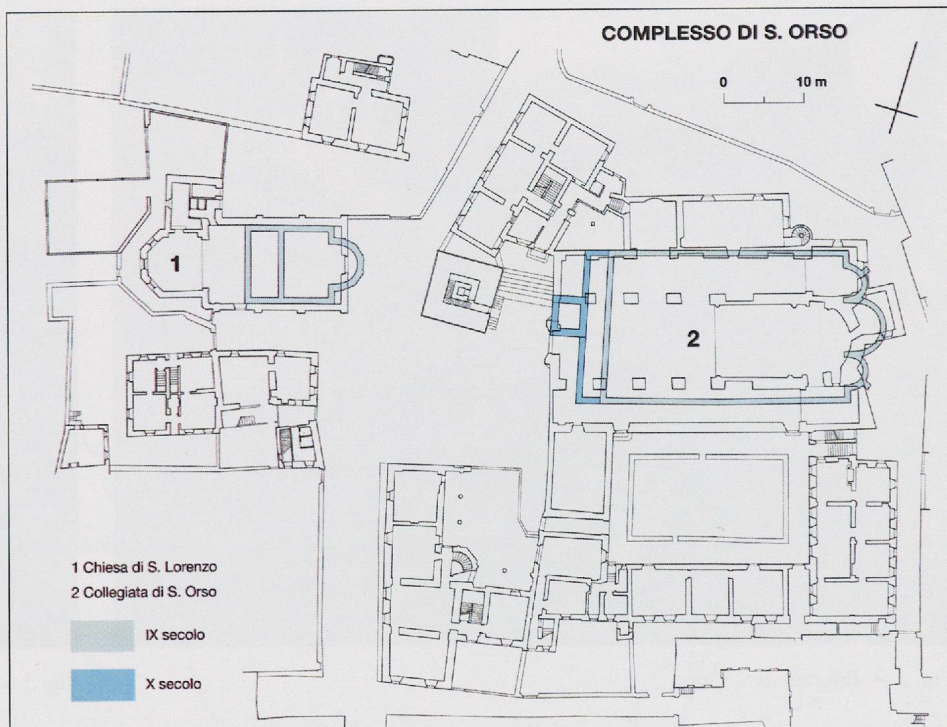 COMPLESSO DI S. ORSO
0 10 m
1
2
1 Chiesa di S. Lorenzo
2 Collegiata di S. Orso
IX secolo
X secolo